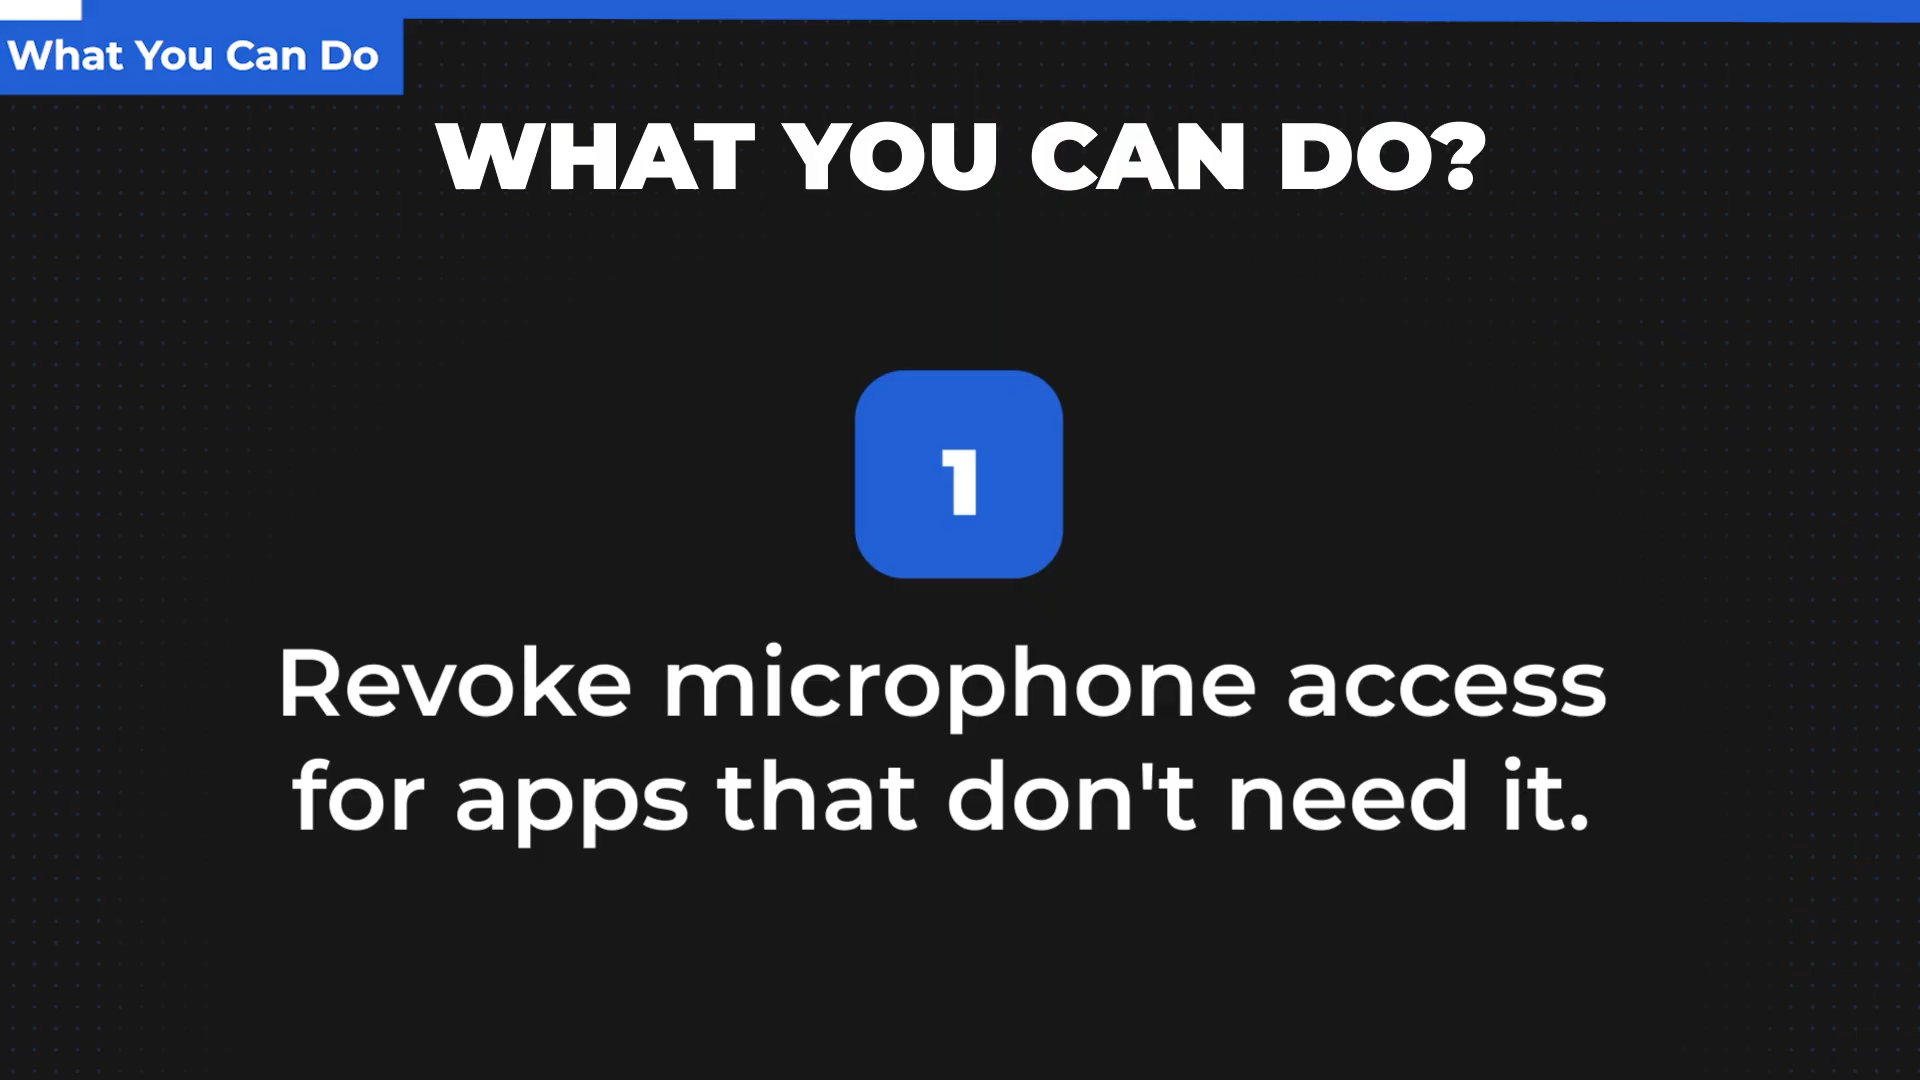 What You Can Do
WHAT YOU CAN DO?
1
Revoke microphone access
for apps that don't need it.